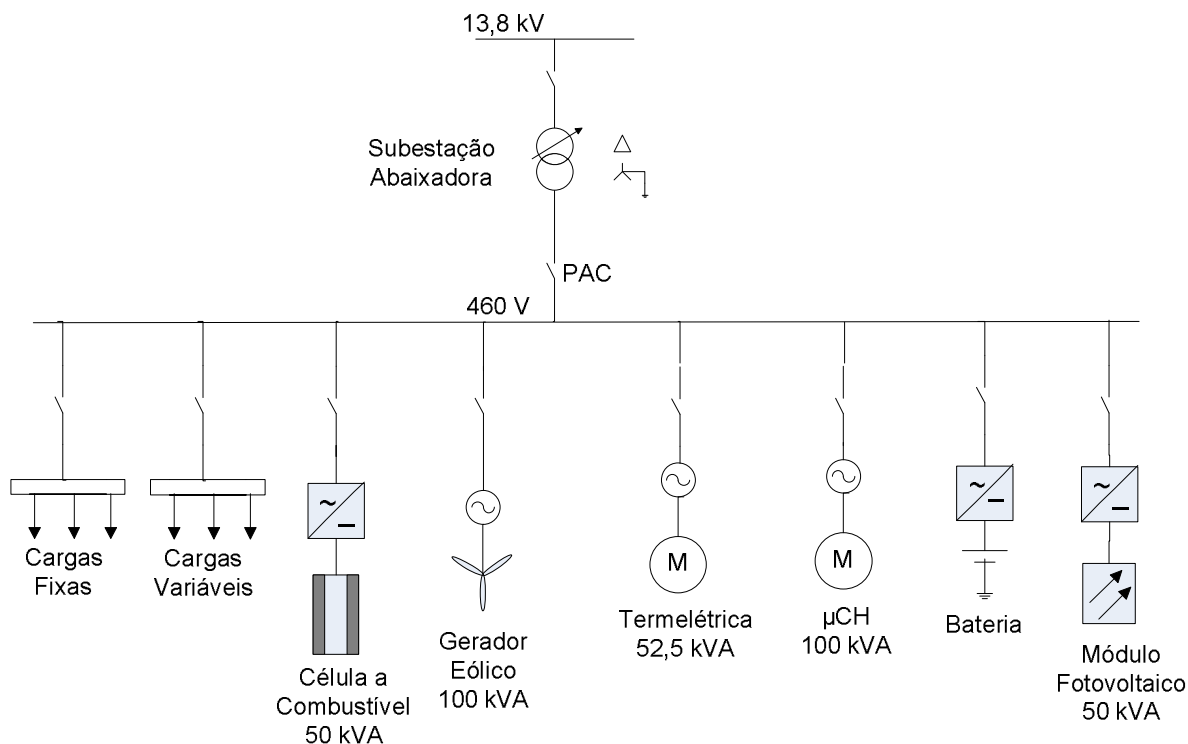 13,8 kV
Subestação
Abaixadora
PAC
460 V
Cargas
Fixas
Cargas
Variáveis
Célula a
Combustível
50 kVA
Gerador
Eólico
100 kVA
M
Termelétrica
52,5 kVA
M
µCH
100 kVA
Bateria
Módulo
Fotovoltaico
50 kVA